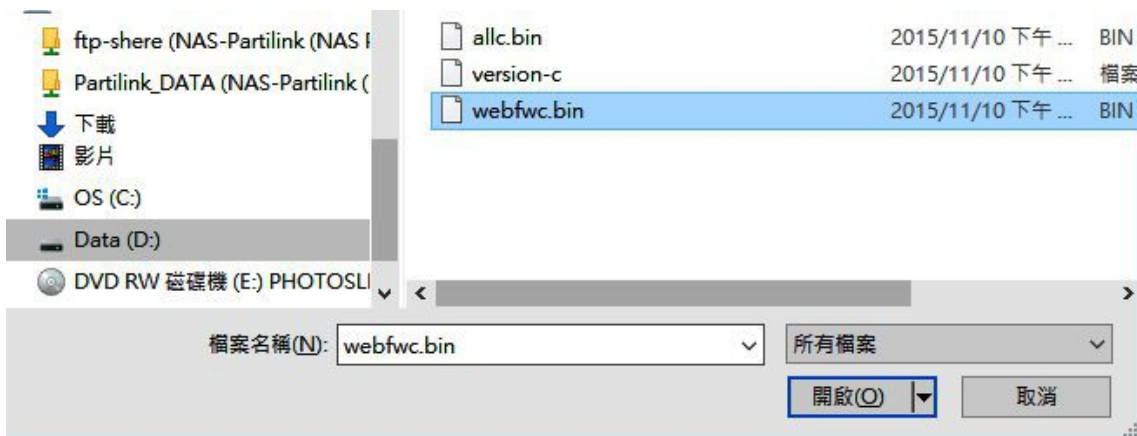 ftp-shere (NAS-Partilink (NAS
Partilink_DATA (NAS-Partilink (
下載
影片
OS (C:)
Data (D:)
DVD RW 磁碟機 (E:) PHOTOSL
allc.bin 2015/11/10 下午 ... BIN
version-c 2015/11/10 下午 ... 檔案
webfwc.bin 2015/11/10 下午 ... BIN
檔案名稱(N): webfwc.bin 所有檔案
開啟(O) 取消